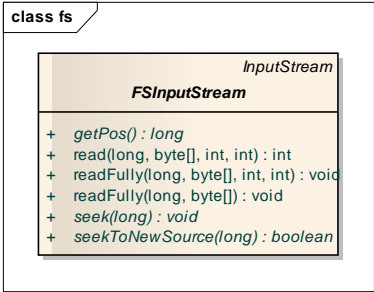 class fs
InputStream
FSInputStream
+ getPos() : long
+ read(long, byte[], int, int) : int
+ readFully(long, byte[], int, int) : void
+ readFully(long, byte[]) : void
+ seek(long) : void
+ seekToNewSource(long) : boolean